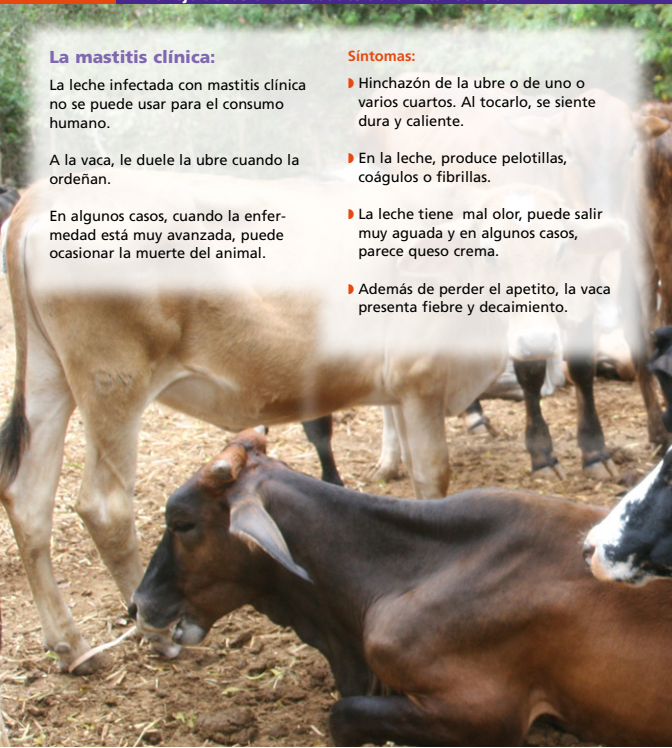 La mastitis clínica:
La leche infectada con mastitis clínica
no se puede usar para el consumo
humano.
A la vaca, le duele la ubre cuando la
ordeñan.
En algunos casos, cuando la enfer-
medad está muy avanzada, puede
ocasionar la muerte del animal.
Síntomas:
Hinchazón de la ubre o de uno o
varios cuartos. Al tocarlo, se siente
dura y caliente.
En la leche, produce pelotillas,
coágulos o fibrillas.
La leche tiene mal olor, puede salir
muy aguada y en algunos casos,
parece queso crema.
Además de perder el apetito, la vaca
presenta fiebre y decaimiento.